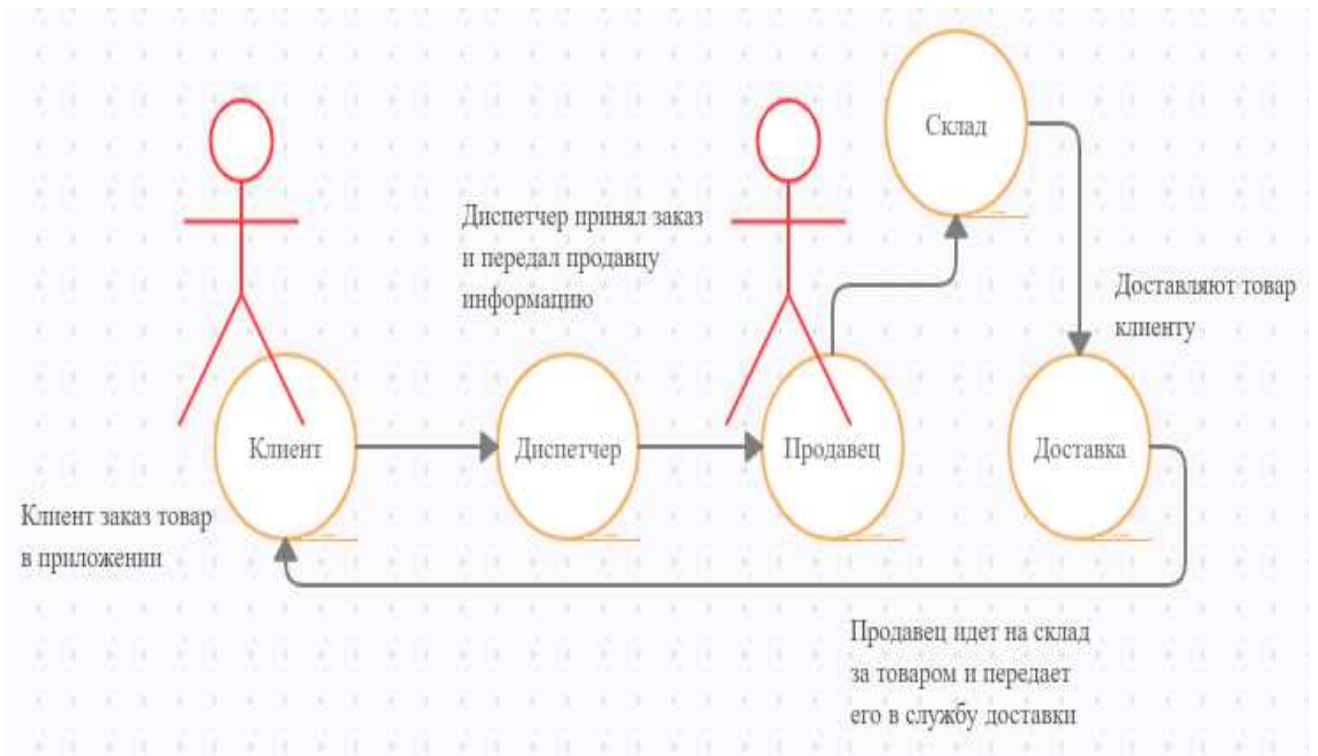 Склад
Диспетчер принял заказ
и передал продавцу
информацию
Доставляют товар
клиенту
Клиент
Диспетчер
Продавец
Доставка
Клиент заказ товар
в приложении
Продавец идет на склад
за товаром и передает
его в службу доставки